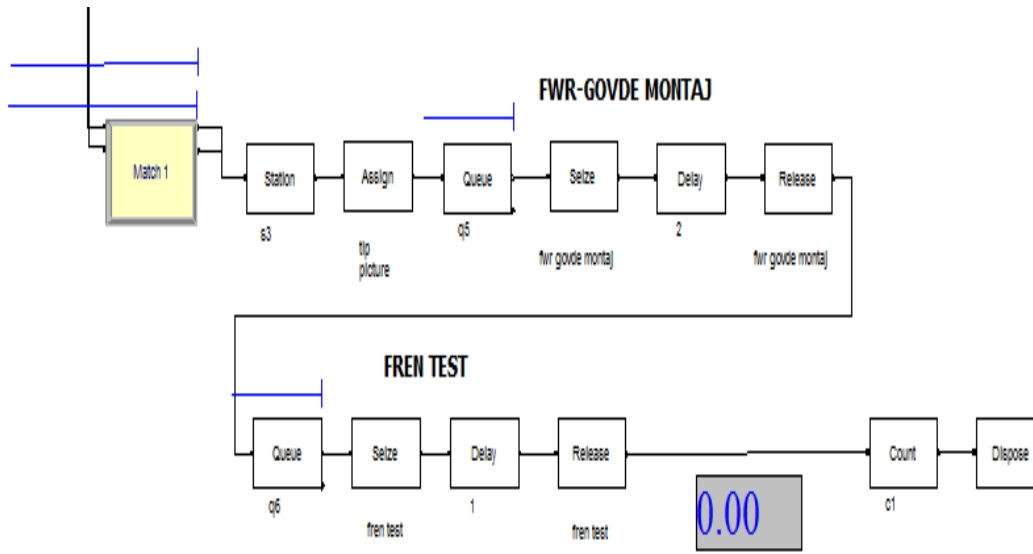 FWR-GOVDE MONTAJ
Match 1
Station
Assign
Queue
Seize
Delay
Release
s3
tip
picture
q5
fwr govde montaj
2
fwr govde montaj
FREN TEST
Queue
Seize
Delay
Release
Count
Dispose
q6
fren test
1
fren test
0.00
c1